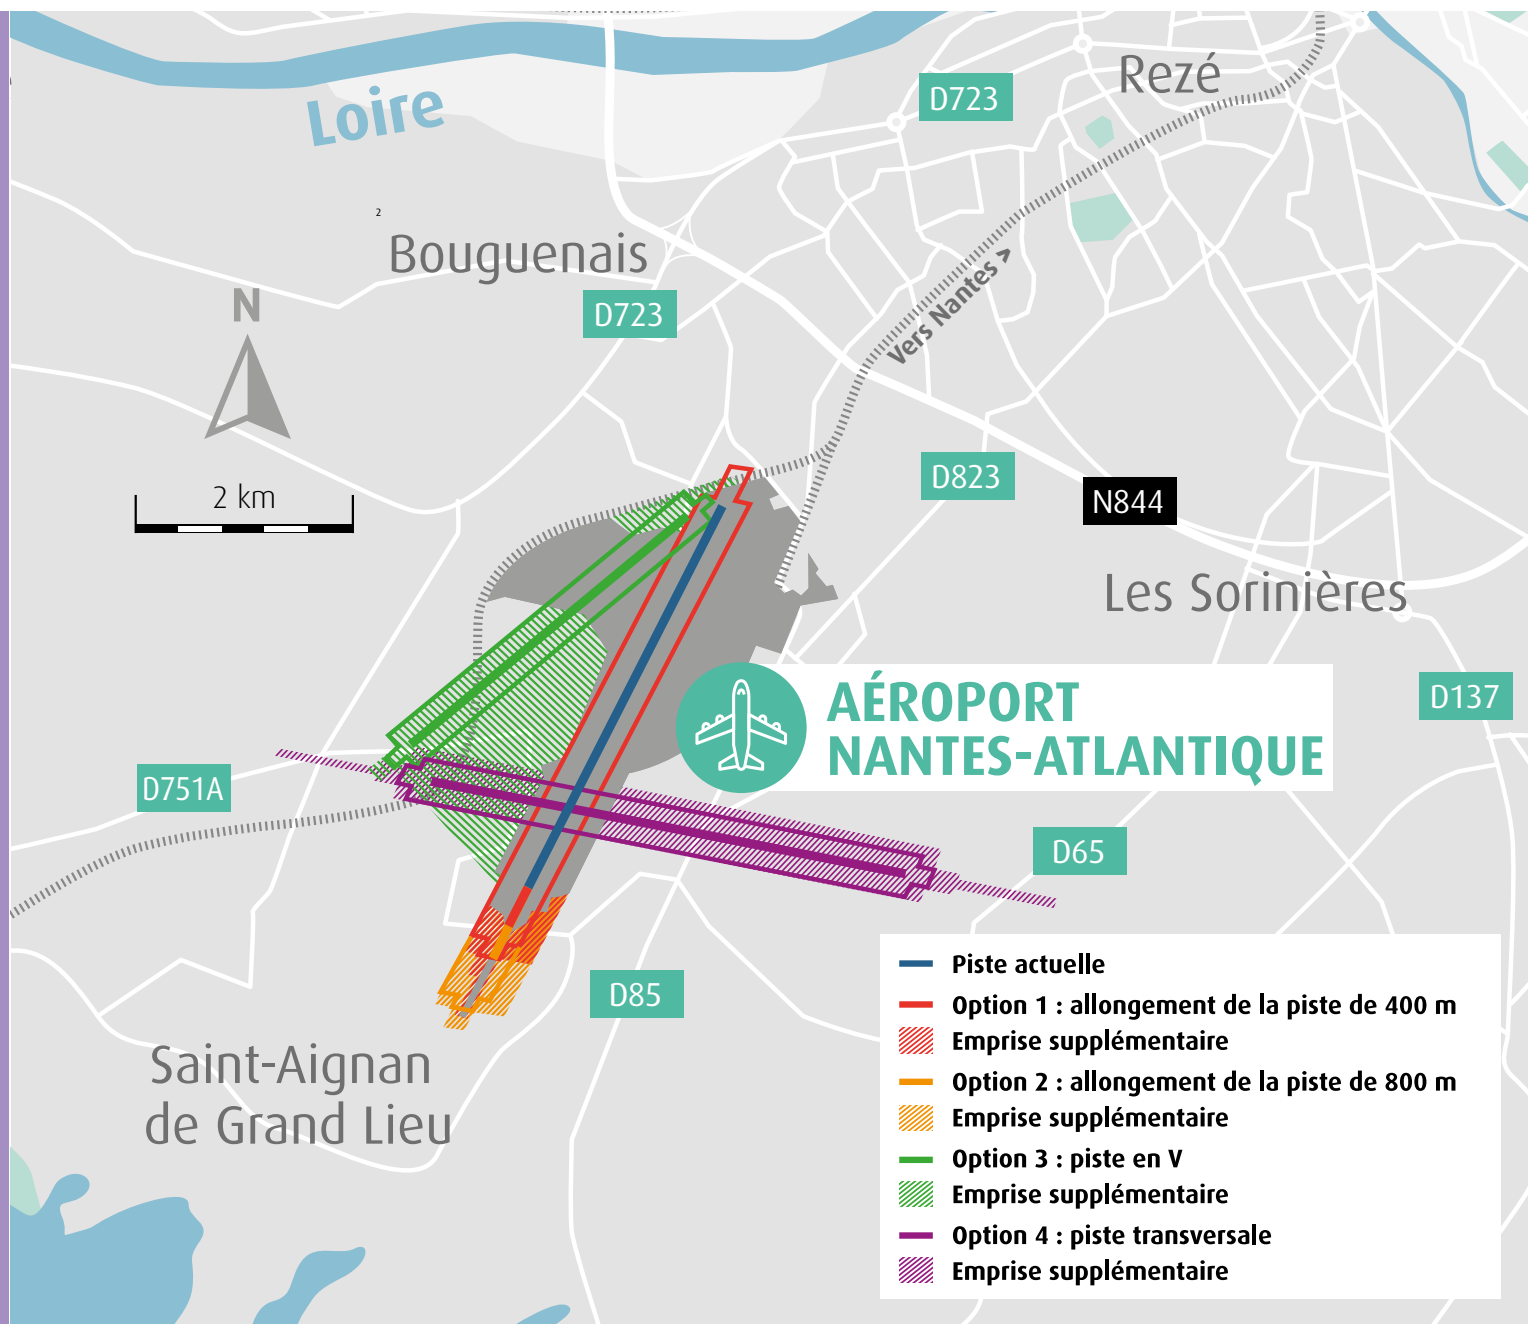 Rezé
D723
Loire
2
Bouguenais
D723
Vers Nantes >
N
2 km
D823
N844
Les Sorinières
AÉROPORT
NANTES-ATLANTIQUE
D137
D751A
D65
D85
Saint-Aignan
de Grand Lieu
Piste actuelle
Option 1 : allongement de la piste de 400 m
Emprise supplémentaire
Option 2 : allongement de la piste de 800 m
Emprise supplémentaire
Option 3 : piste en V
Emprise supplémentaire
Option 4 : piste transversale
Emprise supplémentaire